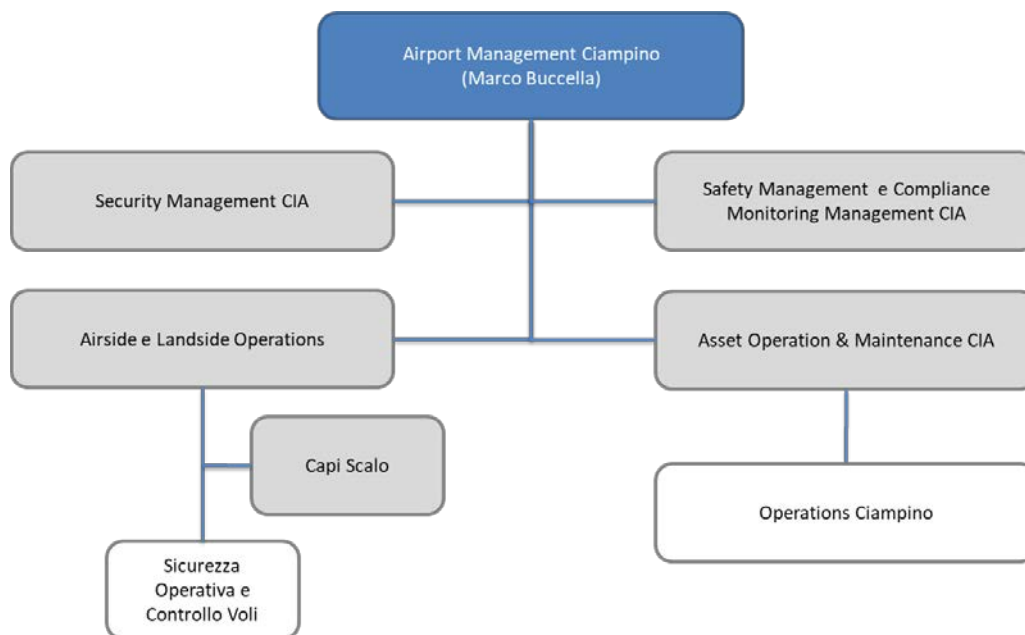 Airport Management Ciampino
(Marco Buccella)
Security Management CIA
Safety Management e Compliance
Monitoring Management CIA
Airside e Landside Operations
Asset Operation & Maintenance CIA
Capi Scalo
Operations Ciampino
Sicurezza
Operativa e
Controllo Voli